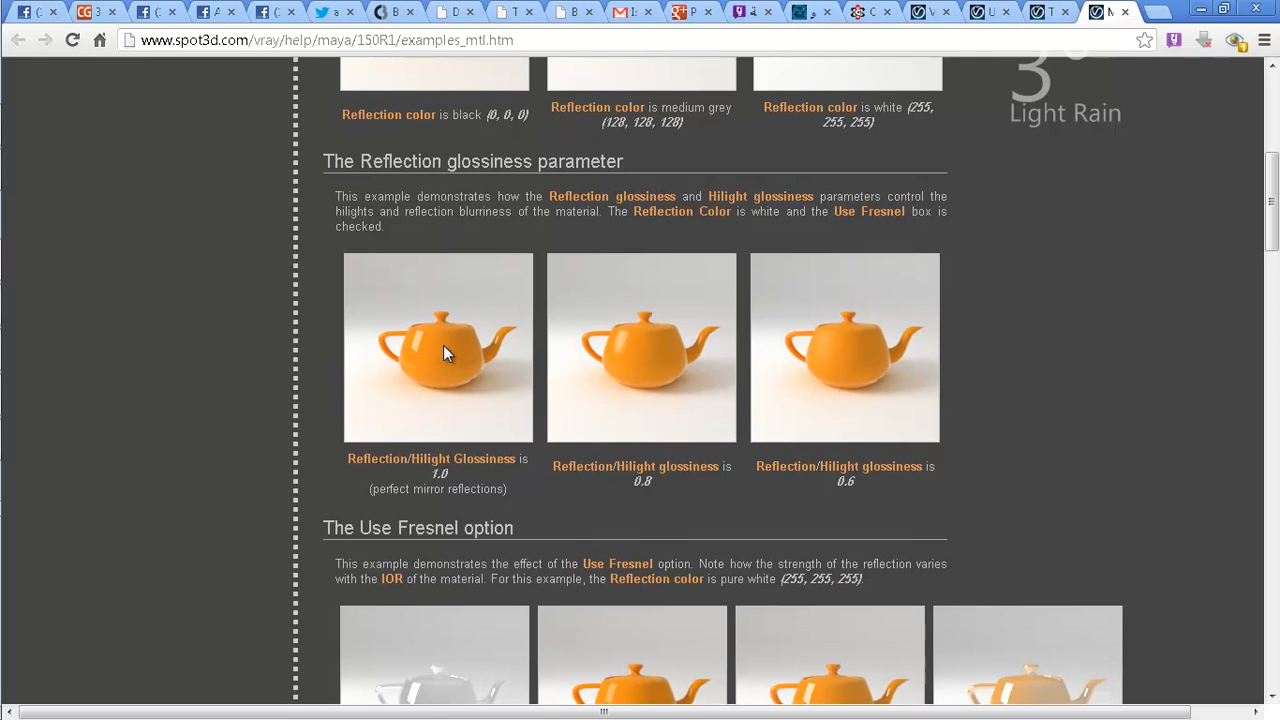 www.spot3d.com/vray/help/maya/150R1/examples_mtl.htm
3°
Light Rain
Reflection color is black (0, 0, 0)
Reflection color is medium grey
(128, 128, 128)
Reflection color is white (255,
255, 255)
The Reflection glossiness parameter
This example demonstrates how the Reflection glossiness and Hilight glossiness parameters control the
hilights and reflection blurriness of the material. The Reflection Color is white and the Use Fresnel box is
checked.
Reflection/Hilight Glossiness is
1.0
(perfect mirror reflections)
Reflection/Hilight glossiness is
0.8
Reflection/Hilight glossiness is
0.6
The Use Fresnel option
This example demonstrates the effect of the Use Fresnel option. Note how the strength of the reflection varies
with the IOR of the material. For this example, the Reflection color is pure white (255, 255, 255).